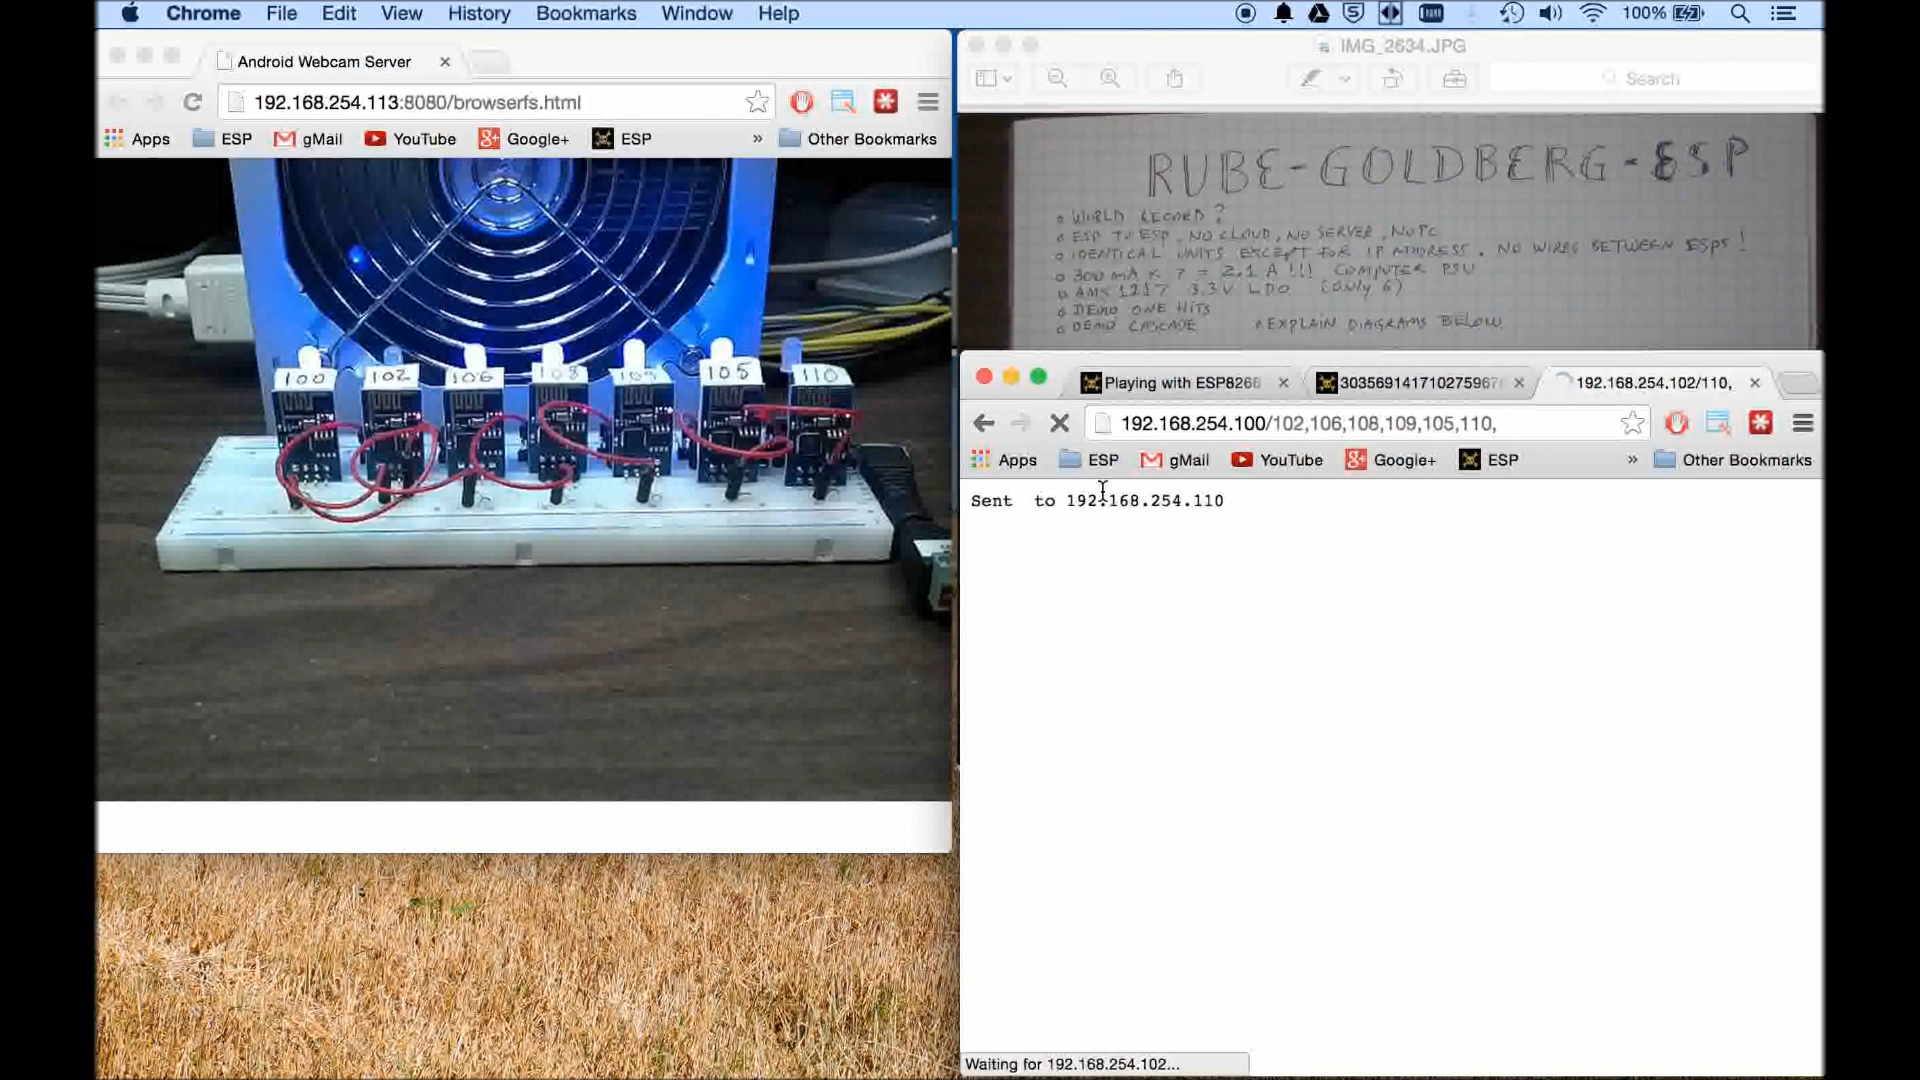 Chrome File Edit View History Bookmarks Window Help
100%
Android Webcam Server
192.168.254.113:8080/browserfs.html
Apps ESP gMail YouTube Google+ ESP » Other Bookmarks
100 102 106 108 109 105 110
IMG_2634.JPG
Search
RUBE-GOLDBERG-ESP
WORLD RECORD?
ESP TO ESP, NO CLOUD, NO SERVER, NO PC
IDENTICAL UNITS EXCEPT FOR IP ADDRESS. NO WIRES BETWEEN ESPS!
300 mA x 7 = 2.1 A !!! COMPUTER PSU
AMS 1217 3.3V LDO (ONLY 6)
DEMO ONE HITS
DEMO CASCADE EXPLAIN DIAGRAMS BELOW
Playing with ESP8266
303569141710275967
192.168.254.102/110,
192.168.254.100/102,106,108,109,105,110,
Apps ESP gMail YouTube Google+ ESP » Other Bookmarks
Sent to 192.168.254.110
Waiting for 192.168.254.102...